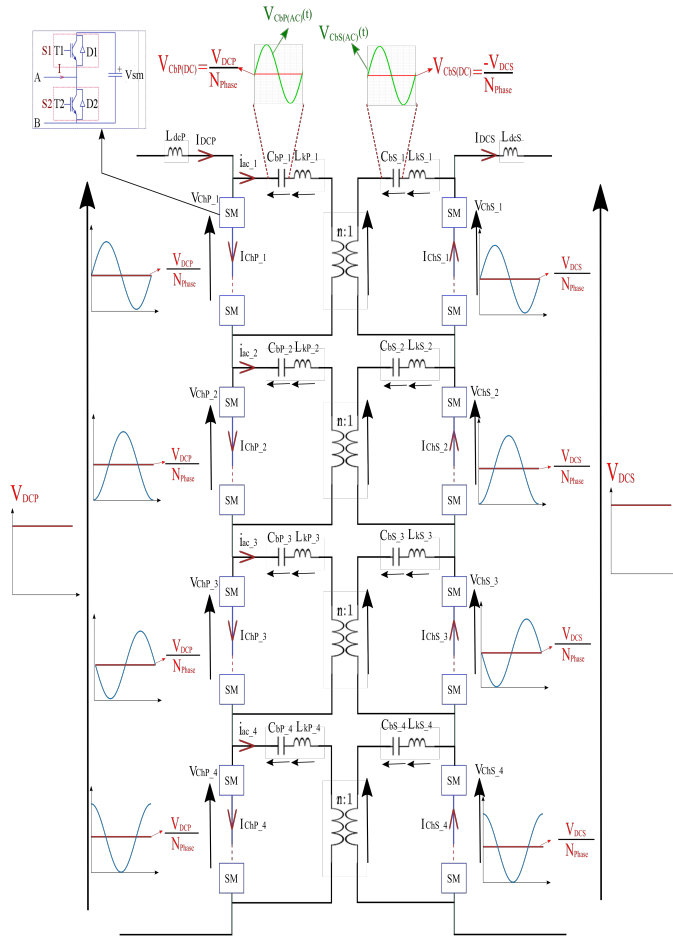 V_CbP(AC)(t)
V_CbS(AC)(t)
S1 T1 D1
I
A
+ Vsm
S2 T2 D2
B
V_CbP(DC) = V_DCP / N_Phase
V_CbS(DC) = -V_DCS / N_Phase
L_dcP I_DCP
I_DCS L_dcS
i_ac_1 C_bP_1 L_kP_1
C_bS_1 L_kS_1
V_ChP_1
SM
n:1
SM
V_ChS_1
I_ChP_1
I_ChS_1
V_DCP / N_Phase
V_DCS / N_Phase
SM
SM
i_ac_2 C_bP_2 L_kP_2
C_bS_2 L_kS_2
V_ChP_2
SM
n:1
SM
V_ChS_2
I_ChP_2
I_ChS_2
V_DCP / N_Phase
V_DCS / N_Phase
V_DCP
V_DCS
SM
SM
i_ac_3 C_bP_3 L_kP_3
C_bS_3 L_kS_3
V_ChP_3
SM
n:1
SM
V_ChS_3
I_ChP_3
I_ChS_3
V_DCP / N_Phase
V_DCS / N_Phase
SM
SM
i_ac_4 C_bP_4 L_kP_4
C_bS_4 L_kS_4
V_ChP_4
SM
n:1
SM
V_ChS_4
I_ChP_4
I_ChS_4
V_DCP / N_Phase
V_DCS / N_Phase
SM
SM